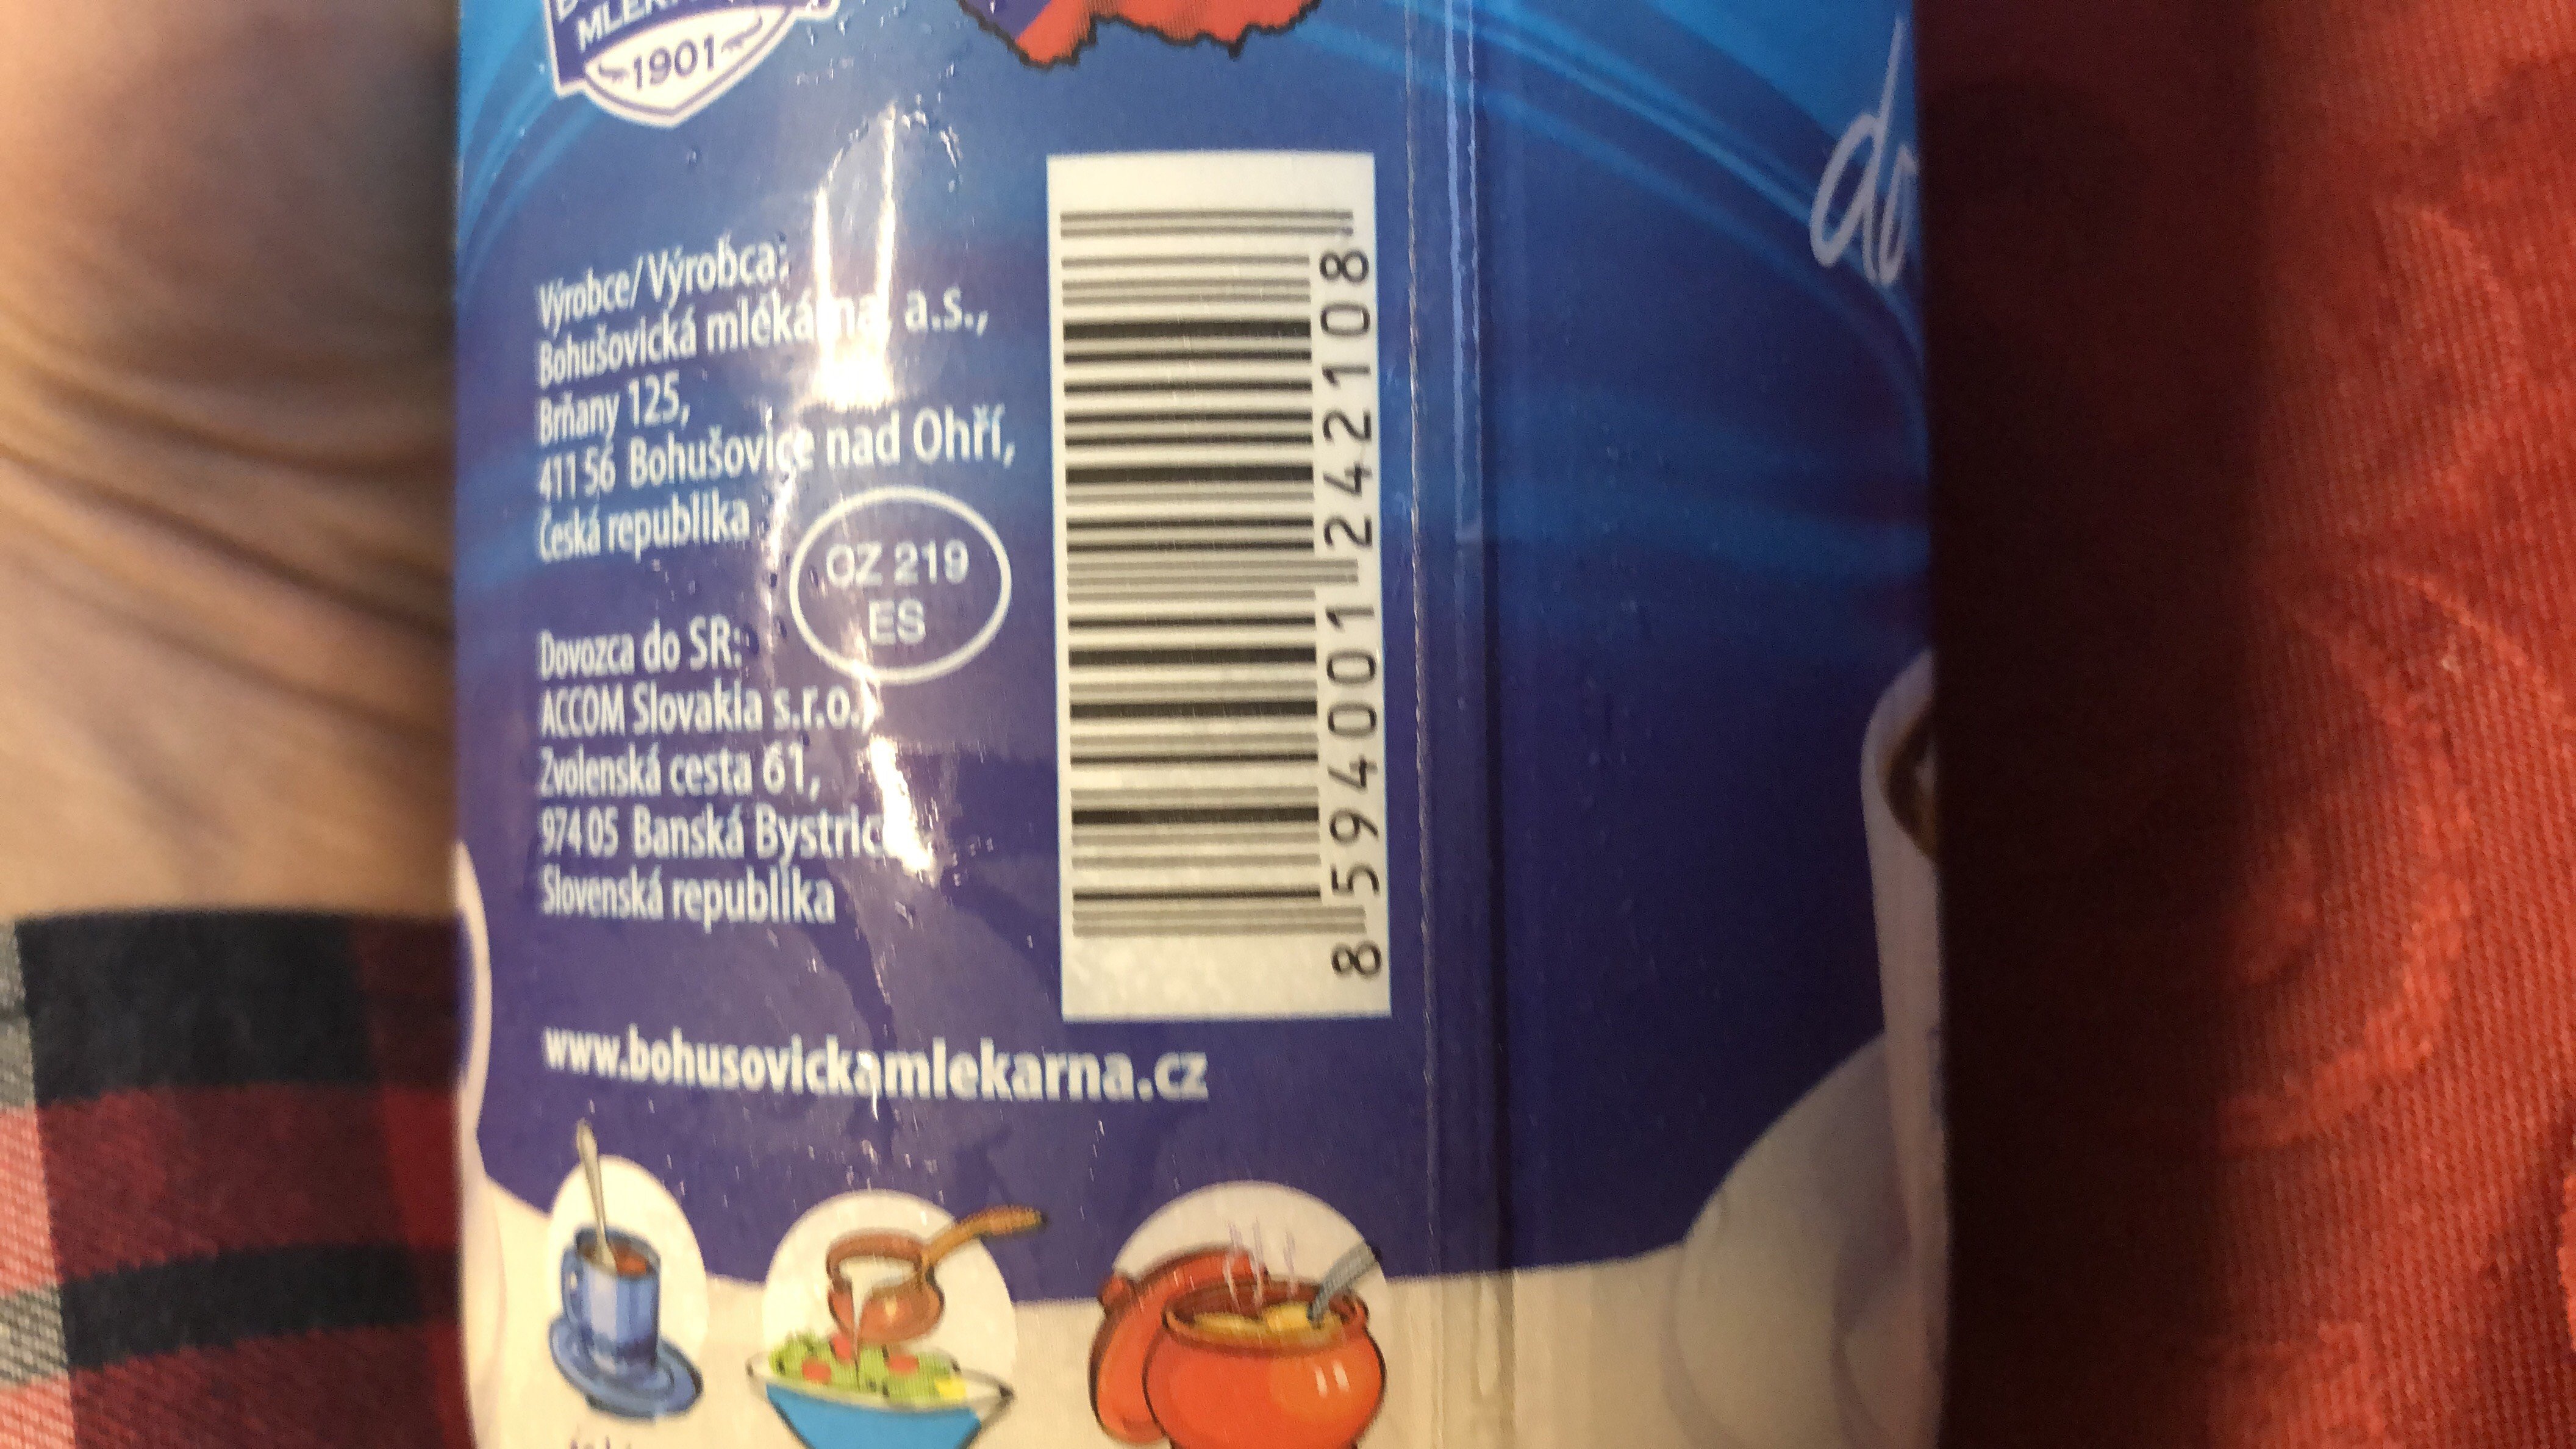 1901
do
Výrobce/Výrobca:
Bohušovická mlékárna, a.s.,
Brňany 125,
411 56 Bohušovice nad Ohří,
Česká republika
CZ 219
ES
Dovozca do SR:
ACCOM Slovakia s.r.o.,
Zvolenská cesta 61,
974 05 Banská Bystrica
Slovenská republika
8 594001 242108
www.bohusovickamlekarna.cz